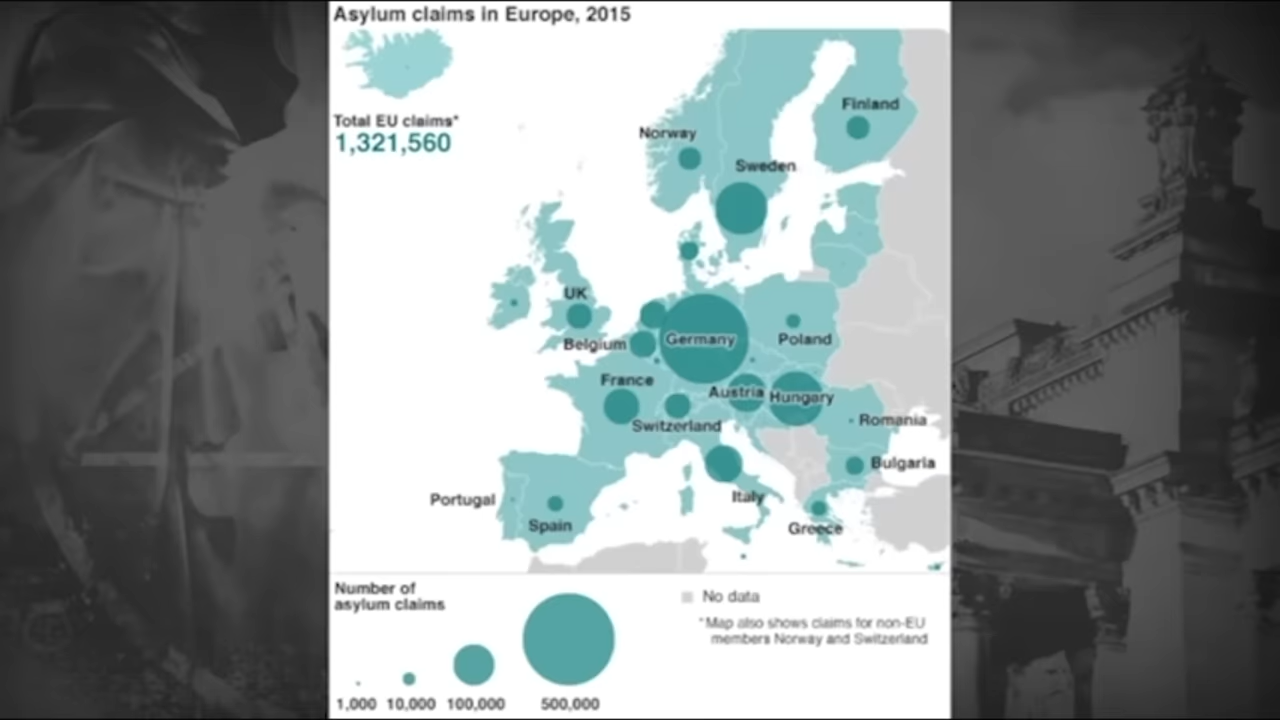 Asylum claims in Europe, 2015
Total EU claims*
1,321,560
Finland
Norway
Sweden
UK
Belgium
Germany
Poland
France
Austria
Hungary
Switzerland
Romania
Bulgaria
Portugal
Italy
Spain
Greece
Number of
asylum claims
No data
* Map also shows claims for non-EU
members Norway and Switzerland
1,000 10,000 100,000 500,000